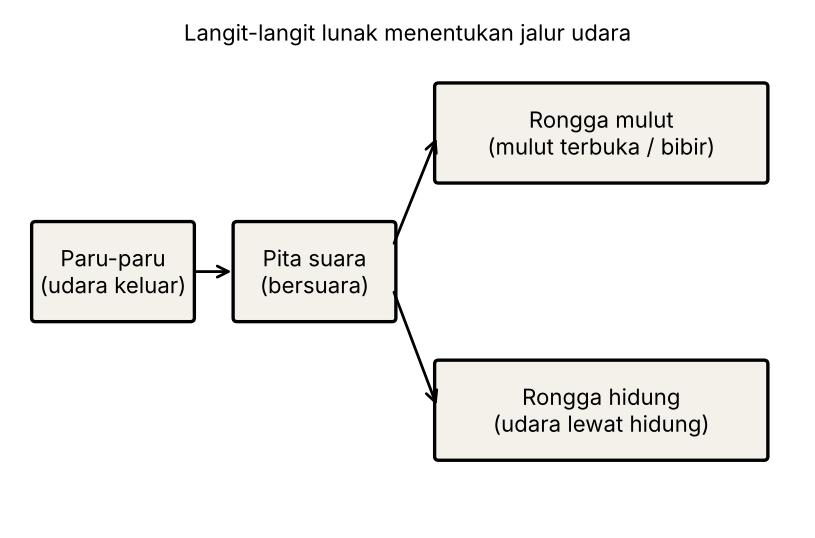 Langit-langit lunak menentukan jalur udara
Rongga mulut
(mulut terbuka / bibir)
Paru-paru
(udara keluar)
Pita suara
(bersuara)
Rongga hidung
(udara lewat hidung)